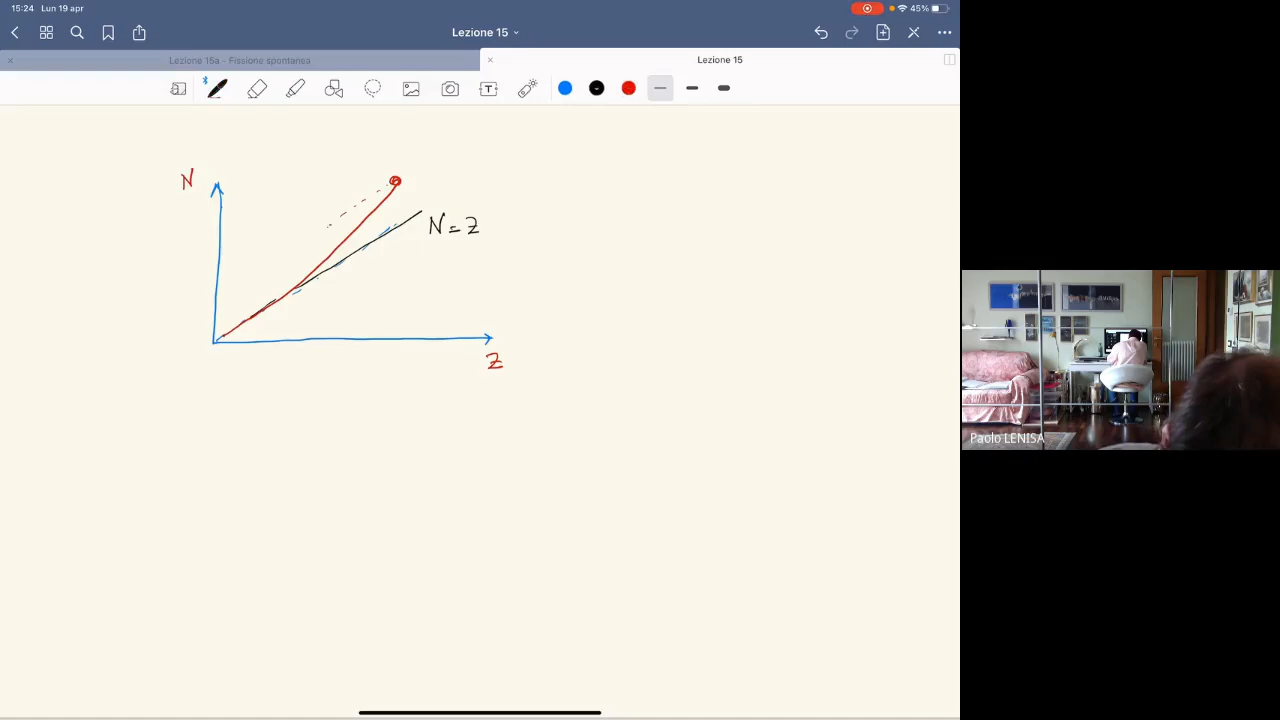 15:24 Lun 19 apr
45%
Lezione 15
Lezione 15a - Fissione spontanea
Lezione 15
T
N
N = Z
Z
Paolo LENISA